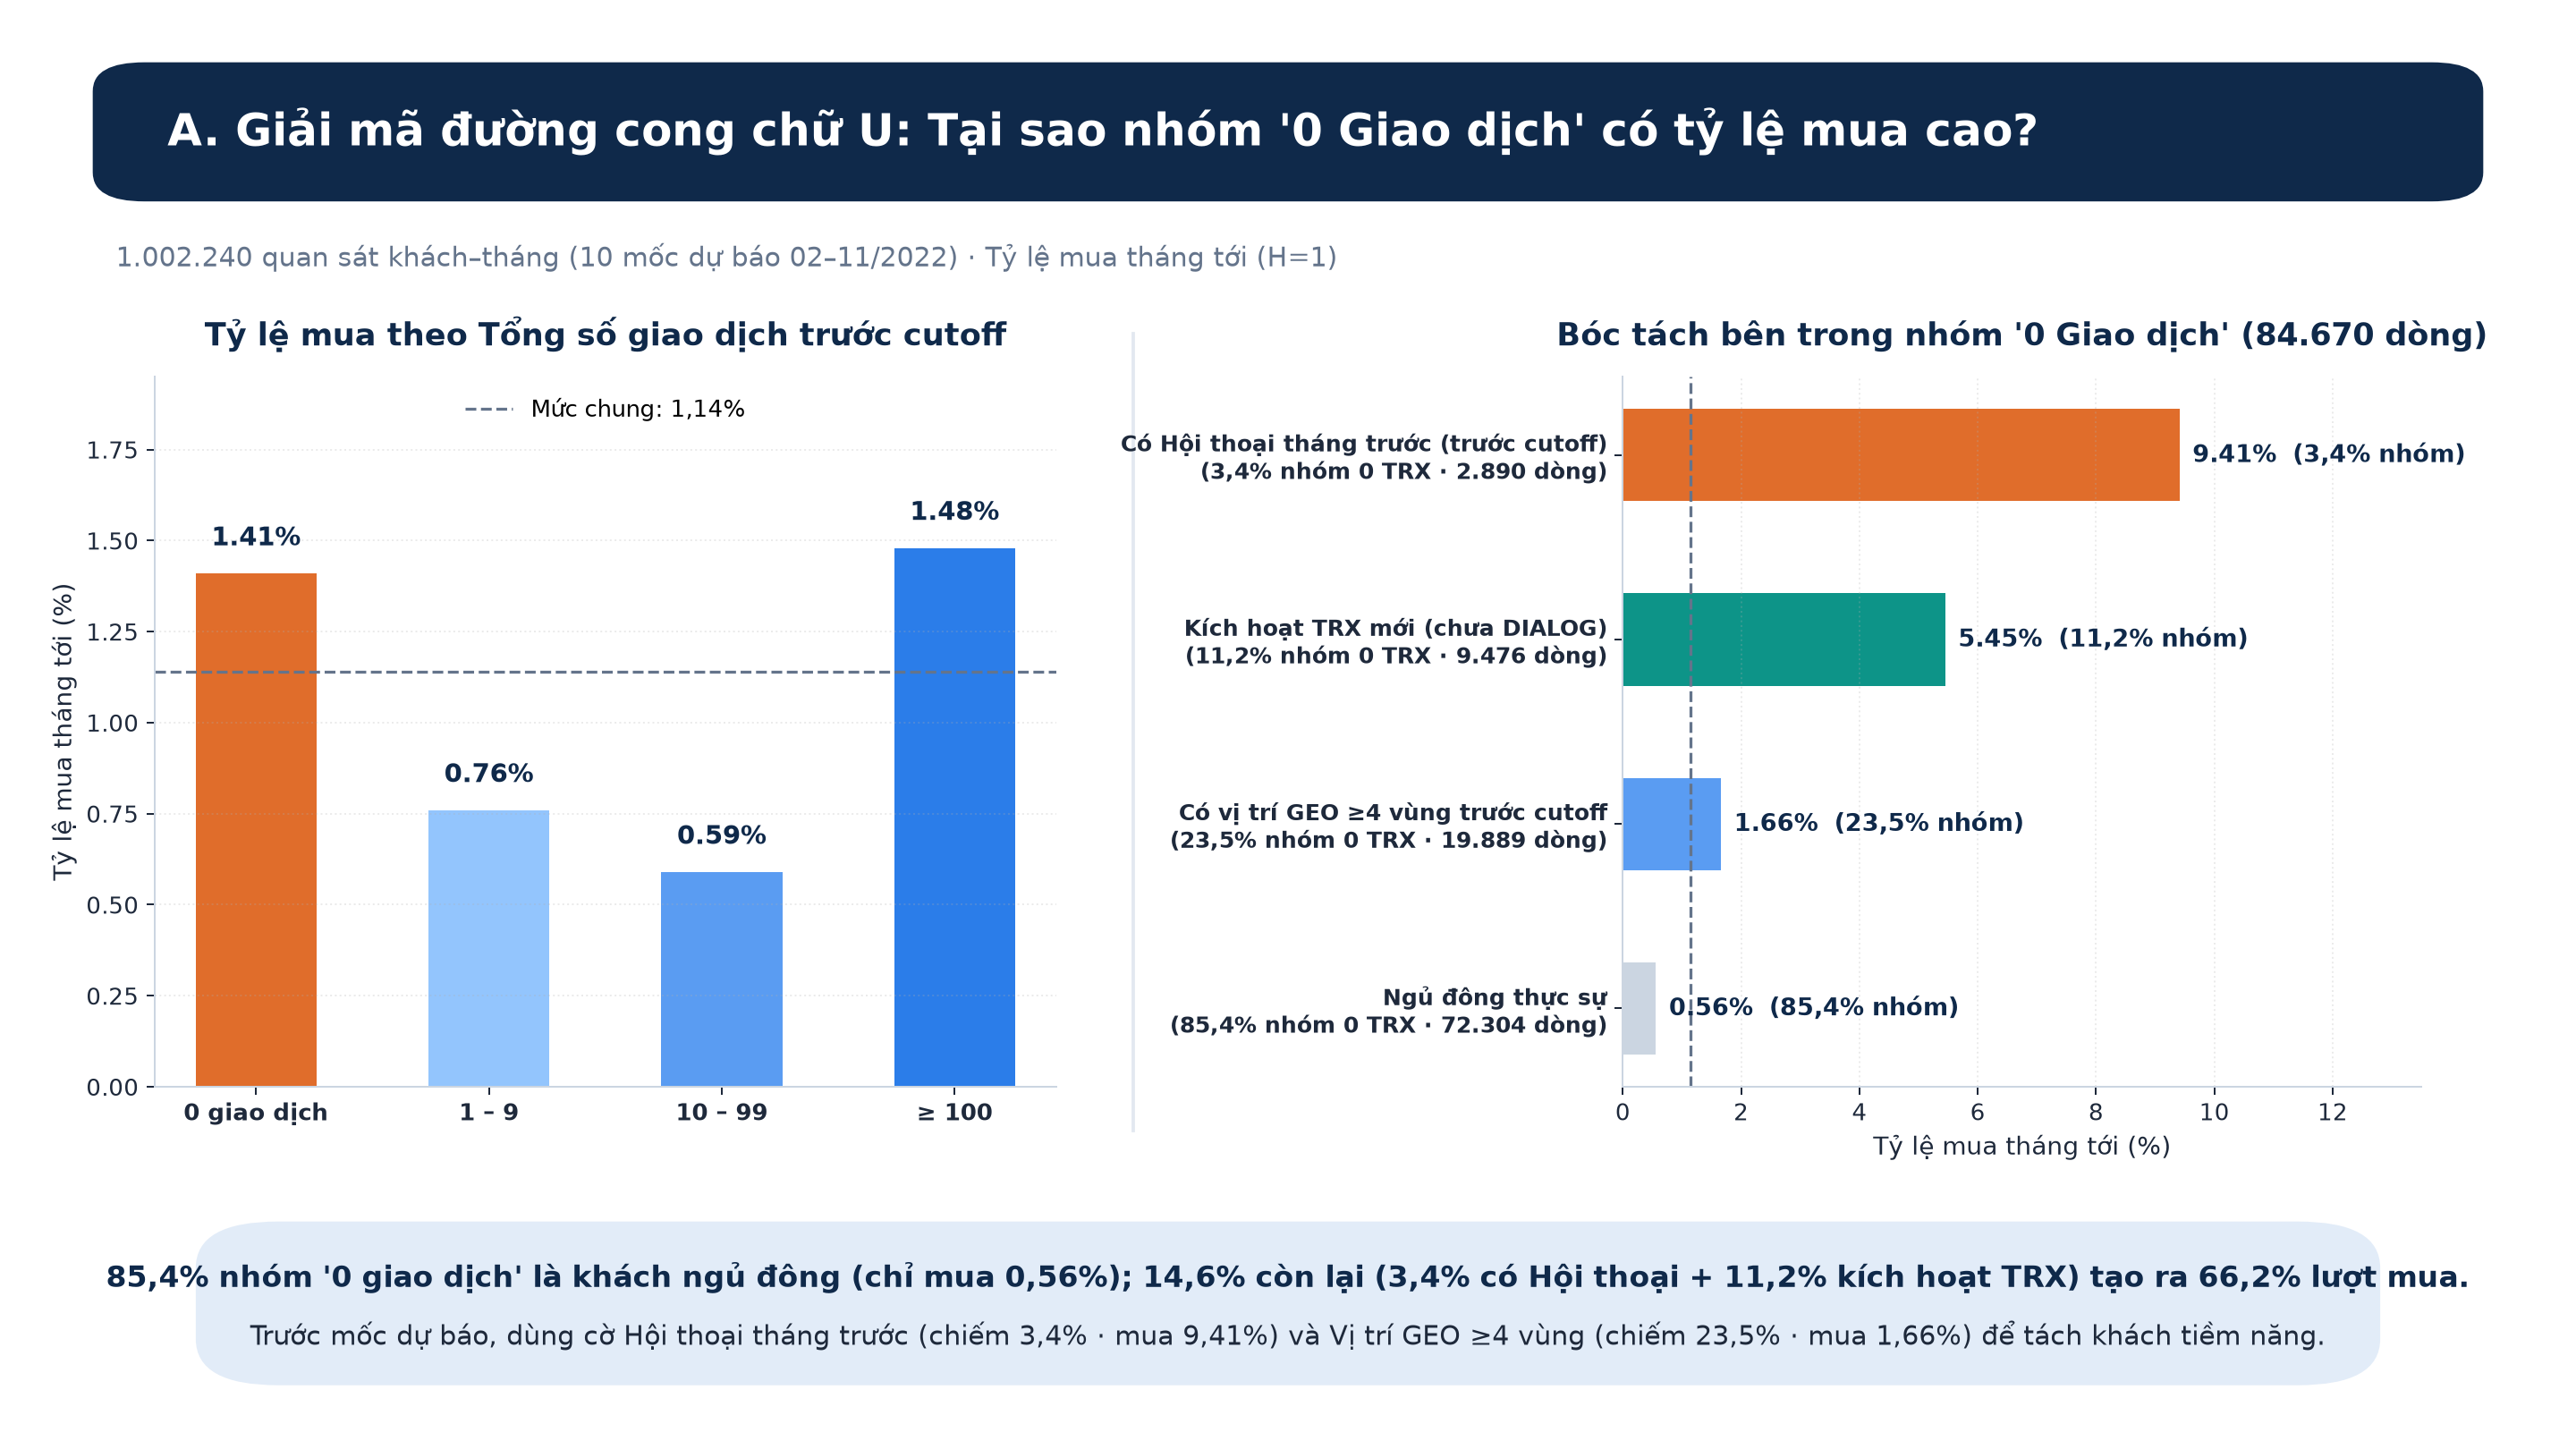 A. Giải mã đường cong chữ U: Tại sao nhóm '0 Giao dịch' có tỷ lệ mua cao?
1.002.240 quan sát khách–tháng (10 mốc dự báo 02–11/2022) · Tỷ lệ mua tháng tới (H=1)
Tỷ lệ mua theo Tổng số giao dịch trước cutoff
Mức chung: 1,14%
Tỷ lệ mua tháng tới (%)
1.75
1.50
1.25
1.00
0.75
0.50
0.25
0.00
1.41%
0.76%
0.59%
1.48%
0 giao dịch
1 – 9
10 – 99
≥ 100
Bóc tách bên trong nhóm '0 Giao dịch' (84.670 dòng)
Có Hội thoại tháng trước (trước cutoff)
(3,4% nhóm 0 TRX · 2.890 dòng)
9.41% (3,4% nhóm)
Kích hoạt TRX mới (chưa DIALOG)
(11,2% nhóm 0 TRX · 9.476 dòng)
5.45% (11,2% nhóm)
Có vị trí GEO ≥4 vùng trước cutoff
(23,5% nhóm 0 TRX · 19.889 dòng)
1.66% (23,5% nhóm)
Ngủ đông thực sự
(85,4% nhóm 0 TRX · 72.304 dòng)
0.56% (85,4% nhóm)
0
2
4
6
8
10
12
Tỷ lệ mua tháng tới (%)
85,4% nhóm '0 giao dịch' là khách ngủ đông (chỉ mua 0,56%); 14,6% còn lại (3,4% có Hội thoại + 11,2% kích hoạt TRX) tạo ra 66,2% lượt mua.
Trước mốc dự báo, dùng cờ Hội thoại tháng trước (chiếm 3,4% · mua 9,41%) và Vị trí GEO ≥4 vùng (chiếm 23,5% · mua 1,66%) để tách khách tiềm năng.